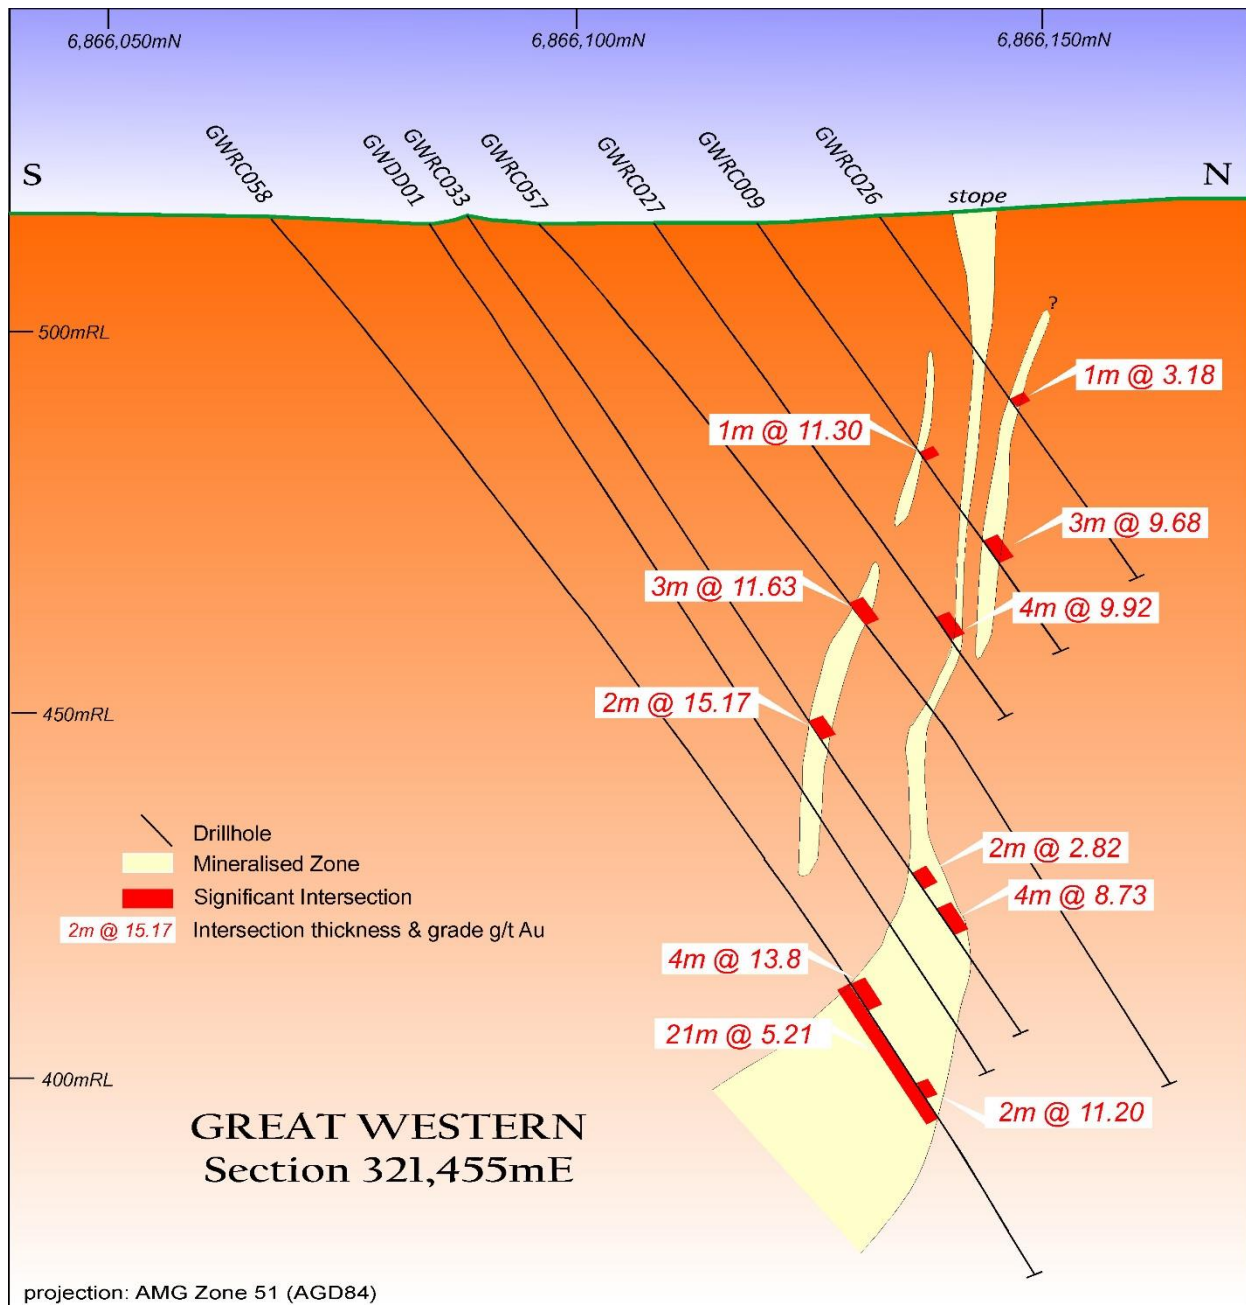 6,866,050mN
6,866,100mN
6,866,150mN
S
GWRC058
GWDD01
GWRC033
GWRC057
GWRC027
GWRC009
GWRC026
stope
N
500mRL
?
1m @ 3.18
1m @ 11.30
3m @ 9.68
3m @ 11.63
4m @ 9.92
2m @ 15.17
450mRL
Drillhole
Mineralised Zone
Significant Intersection
2m @ 15.17 Intersection thickness & grade g/t Au
2m @ 2.82
4m @ 8.73
4m @ 13.8
21m @ 5.21
400mRL
2m @ 11.20
GREAT WESTERN
Section 321,455mE
projection: AMG Zone 51 (AGD84)